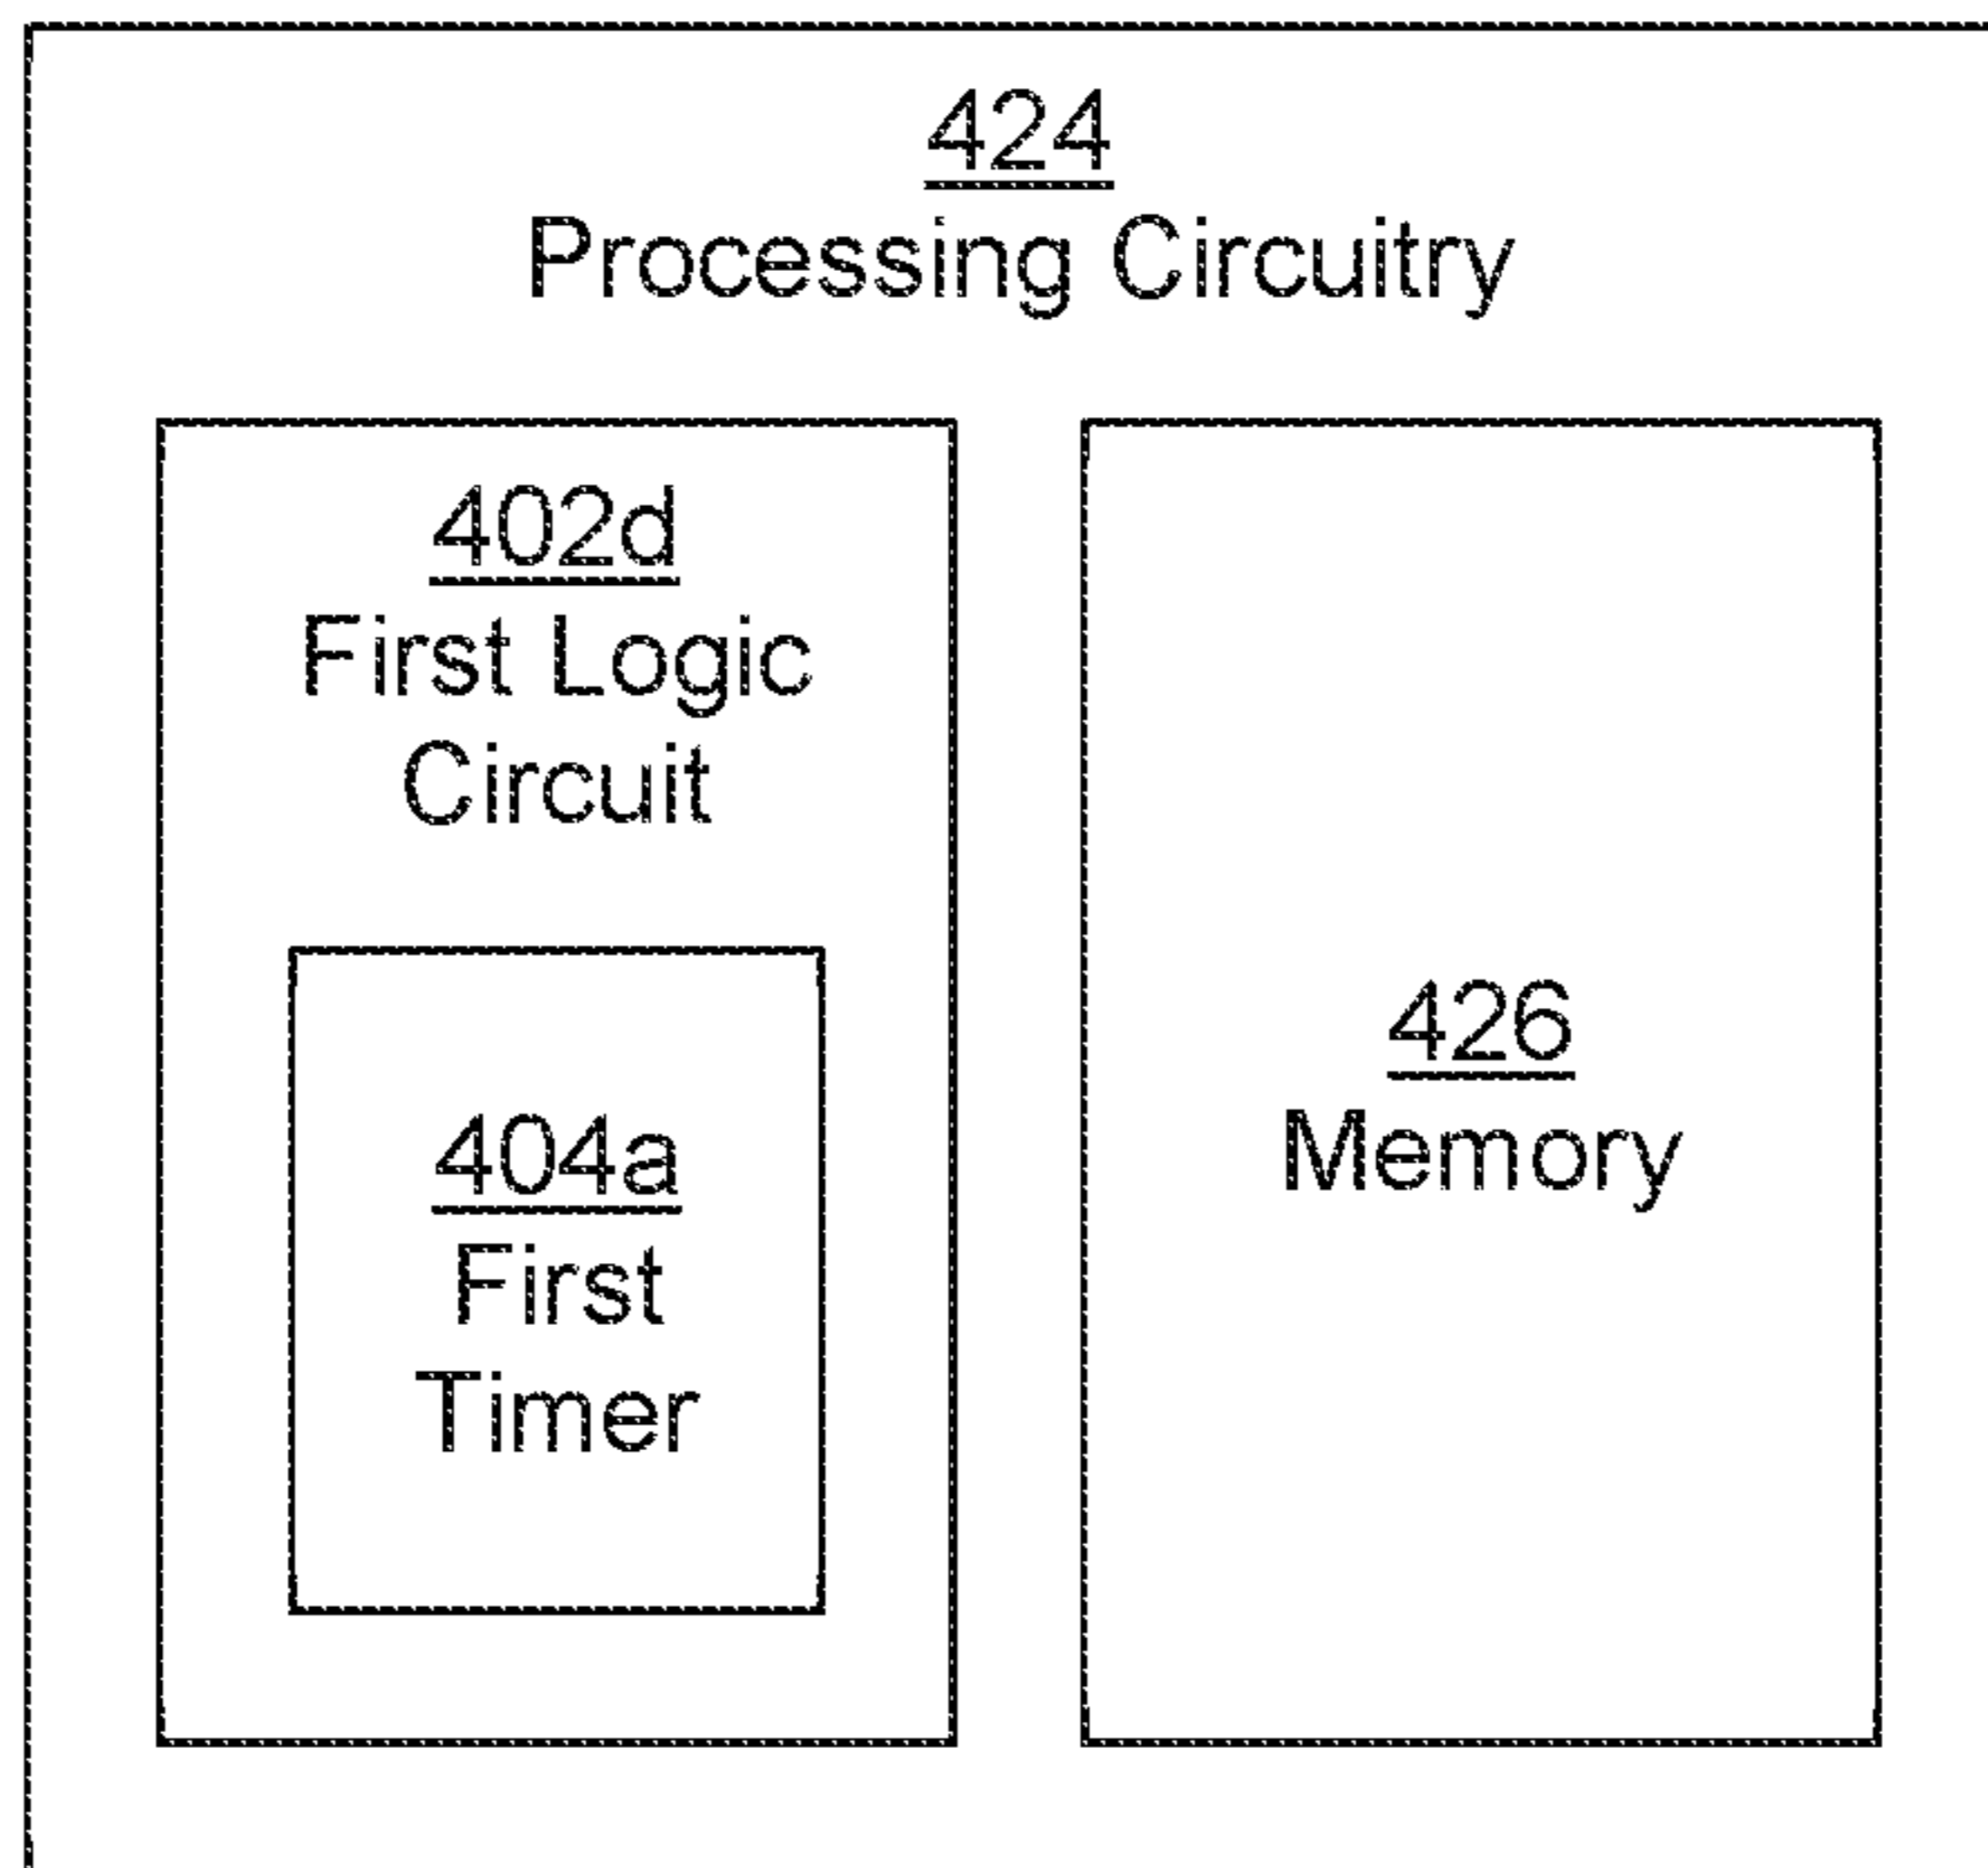 424
Processing Circuitry
402d
First Logic
Circuit
404a
First
Timer
426
Memory